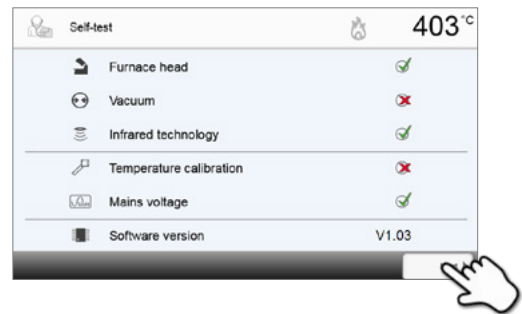 Self-test 403°C
Furnace head
Vacuum
Infrared technology
Temperature calibration
Mains voltage
Software version V1.03